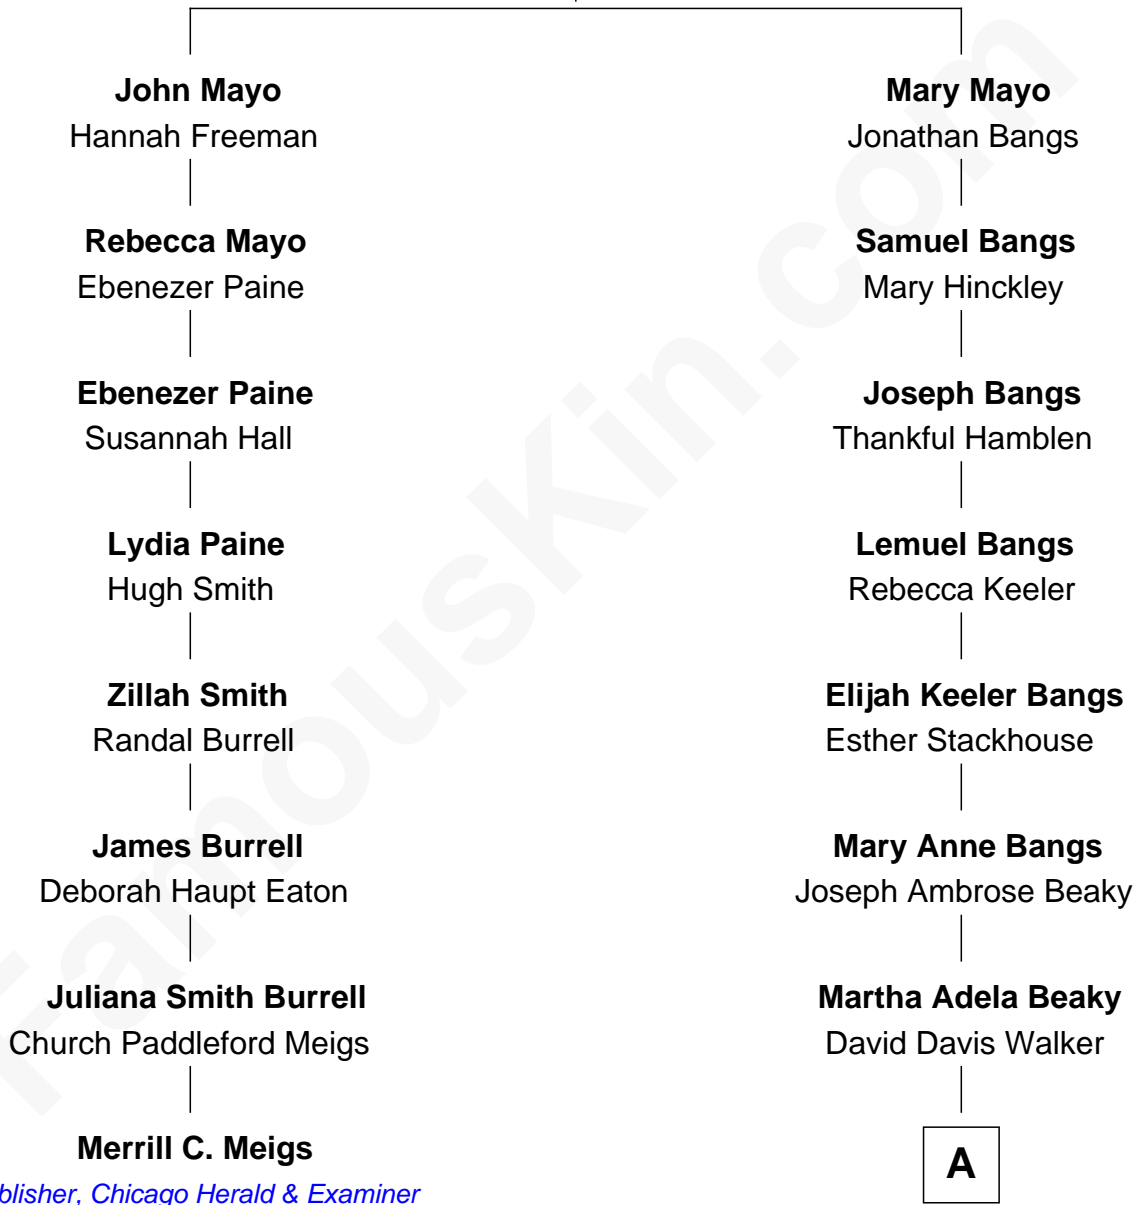 John Mayo
Hannah Freeman
Rebecca Mayo
Ebenezer Paine
Ebenezer Paine
Susannah Hall
Lydia Paine
Hugh Smith
Zillah Smith
Randal Burrell
James Burrell
Deborah Haupt Eaton
Juliana Smith Burrell
Church Paddleford Meigs
Merrill C. Meigs
blisher, Chicago Herald & Examiner
Mary Mayo
Jonathan Bangs
Samuel Bangs
Mary Hinckley
Joseph Bangs
Thankful Hamblen
Lemuel Bangs
Rebecca Keeler
Elijah Keeler Bangs
Esther Stackhouse
Mary Anne Bangs
Joseph Ambrose Beaky
Martha Adela Beaky
David Davis Walker
A
FamousKin.com